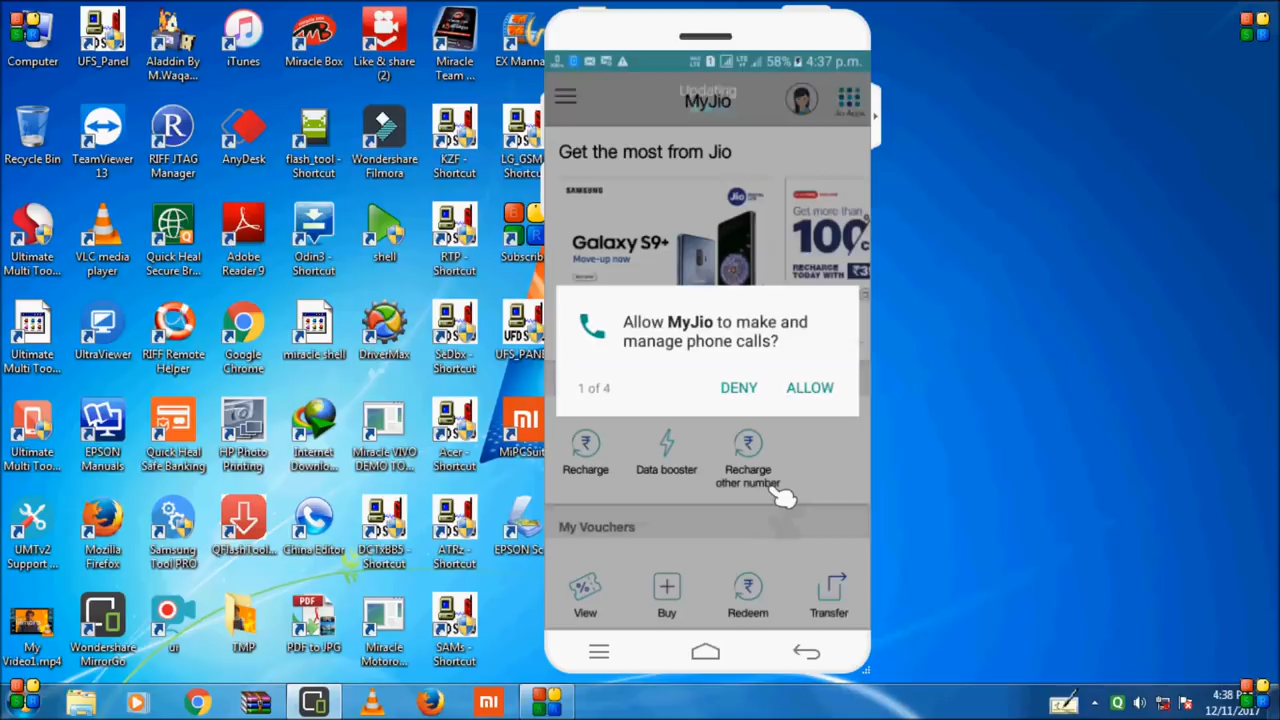 Computer
UFS_Panel
Aladdin By
M.Waqa...
iTunes
Miracle Box
Like & share
(2)
Miracle
Team ...
EX Manna
Recycle Bin
TeamViewer
13
RIFF JTAG
Manager
AnyDesk
flash_tool -
Shortcut
Wondershare
Filmora
KZF -
Shortcut
LG_GSM
Shortcu
Ultimate
Multi Too...
VLC media
player
Quick Heal
Secure Br...
Adobe
Reader 9
Odin3 -
Shortcut
shell
RTP -
Shortcut
Subscrib
Ultimate
Multi Too...
UltraViewer
RIFF Remote
Helper
Google
Chrome
miracle shell
DriverMax
SeDbx -
Shortcut
UFS_PANE
Ultimate
Multi Too...
EPSON
Manuals
Quick Heal
Safe Banking
HP Photo
Printing
Internet
Downlo...
Miracle VIVO
DEMO TO...
Acer -
Shortcut
MiPCSuit
UMTv2
Support ...
Mozilla
Firefox
Samsung
Tool PRO
QFlashTool...
China Editor
DCTxBB5 -
Shortcut
ATRz -
Shortcut
EPSON Sc
My
Video1.mp4
Wondershare
MirrorGo
ui
TMP
PDF to JPG
Miracle
Motoro...
SAMs -
Shortcut
58% 4:37 p.m.
Updating
MyJio
Jio Apps
Get the most from Jio
SAMSUNG
Jio
Galaxy S9+
Move-up now
Get more than
100%
RECHARGE
TODAY WITH
Allow MyJio to make and
manage phone calls?
1 of 4
DENY
ALLOW
Recharge
Data booster
Recharge
other number
My Vouchers
View
Buy
Redeem
Transfer
4:38 P
12/11/2017